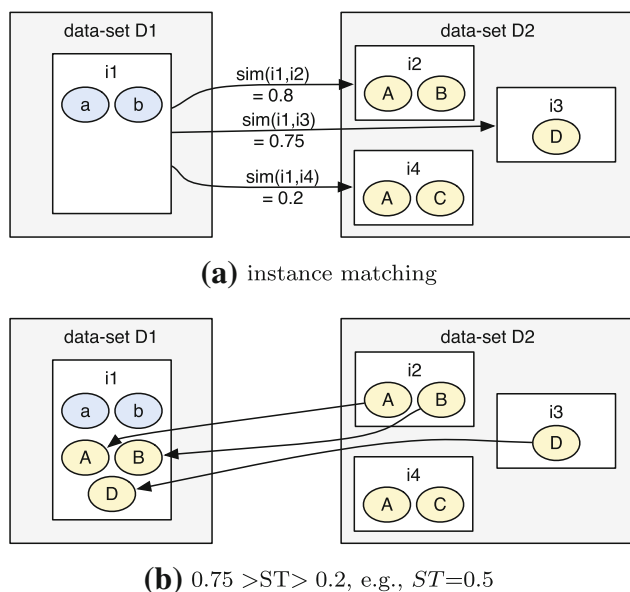 data-set D1
data-set D2
i1
a b
sim(i1,i2)
= 0.8
sim(i1,i3)
= 0.75
sim(i1,i4)
= 0.2
i2
A B
i3
D
i4
A C
(a) instance matching
data-set D1
data-set D2
i1
a b
A B
D
i2
A B
i3
D
i4
A C
(b) 0.75 >ST> 0.2, e.g., ST=0.5